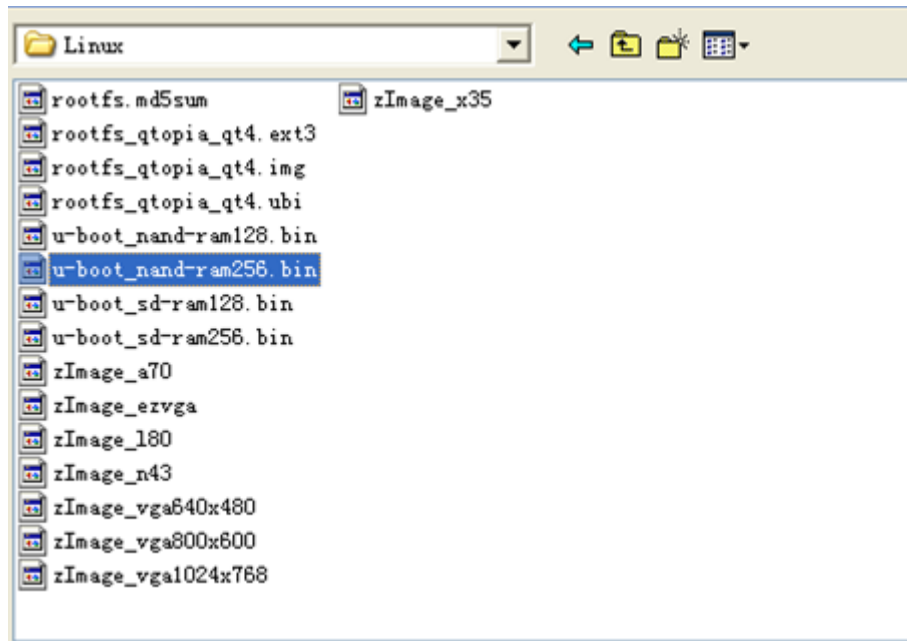 Linux
rootfs.md5sum
rootfs_qtopia_qt4.ext3
rootfs_qtopia_qt4.img
rootfs_qtopia_qt4.ubi
u-boot_nand-ram128.bin
u-boot_nand-ram256.bin
u-boot_sd-ram128.bin
u-boot_sd-ram256.bin
zImage_a70
zImage_ezvga
zImage_l80
zImage_n43
zImage_vga640x480
zImage_vga800x600
zImage_vga1024x768
zImage_x35